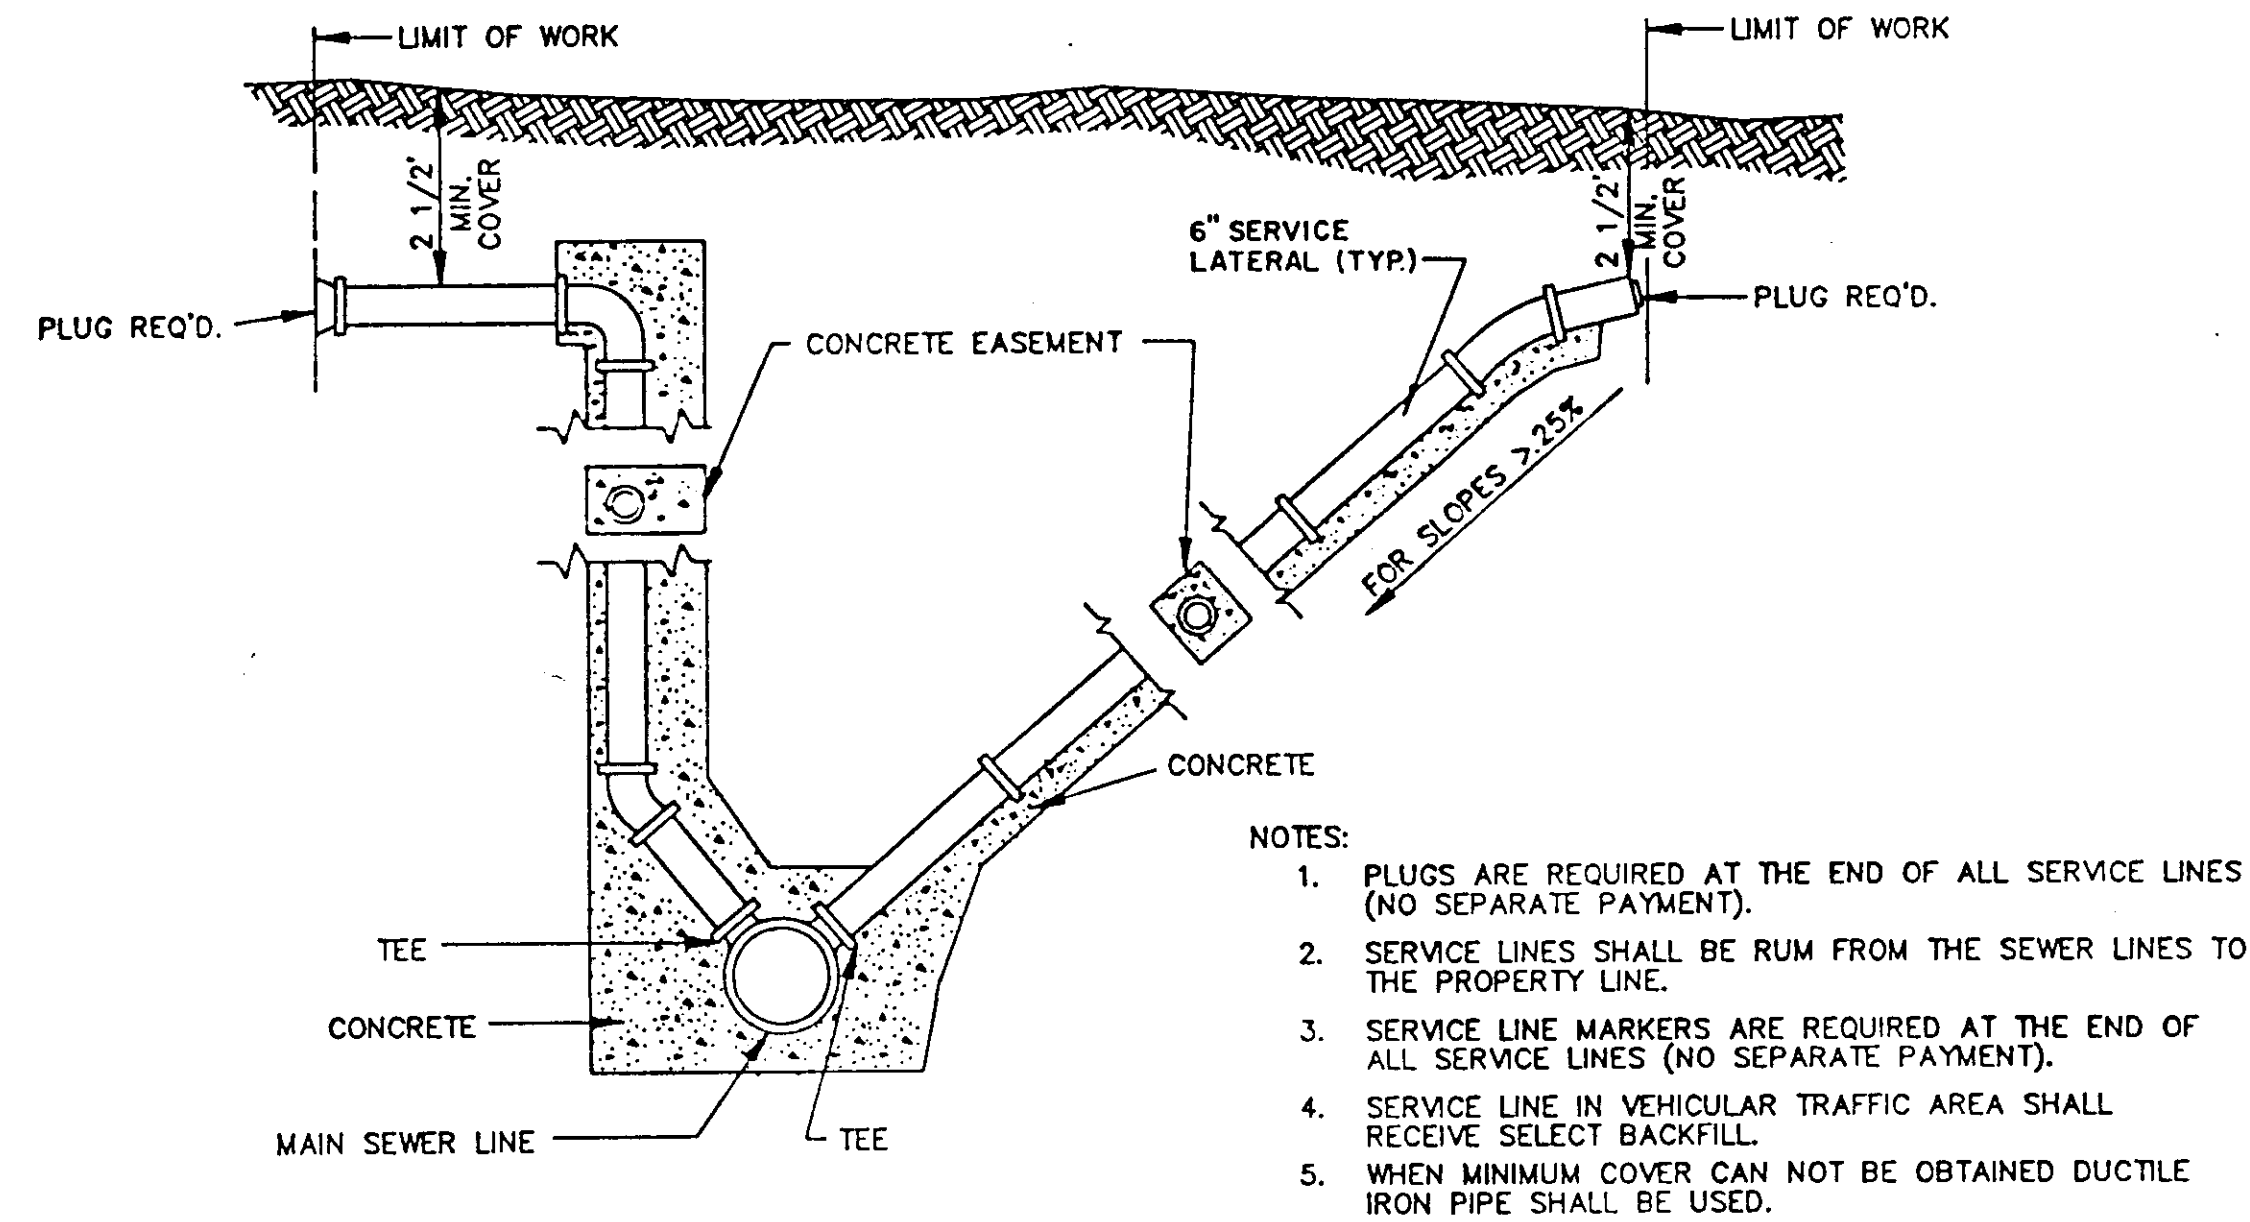 LIMIT OF WORK
LIMIT OF WORK
2 1/2'
MIN.
COVER
2 1/2'
MIN.
COVER
6" SERVICE
LATERAL (TYP.)
PLUG REQ'D.
PLUG REQ'D.
CONCRETE EASEMENT
FOR SLOPES >.25%
CONCRETE
TEE
CONCRETE
MAIN SEWER LINE
TEE
NOTES:
1. PLUGS ARE REQUIRED AT THE END OF ALL SERVICE LINES
(NO SEPARATE PAYMENT).
2. SERVICE LINES SHALL BE RUM FROM THE SEWER LINES TO
THE PROPERTY LINE.
3. SERVICE LINE MARKERS ARE REQUIRED AT THE END OF
ALL SERVICE LINES (NO SEPARATE PAYMENT).
4. SERVICE LINE IN VEHICULAR TRAFFIC AREA SHALL
RECEIVE SELECT BACKFILL.
5. WHEN MINIMUM COVER CAN NOT BE OBTAINED DUCTILE
IRON PIPE SHALL BE USED.